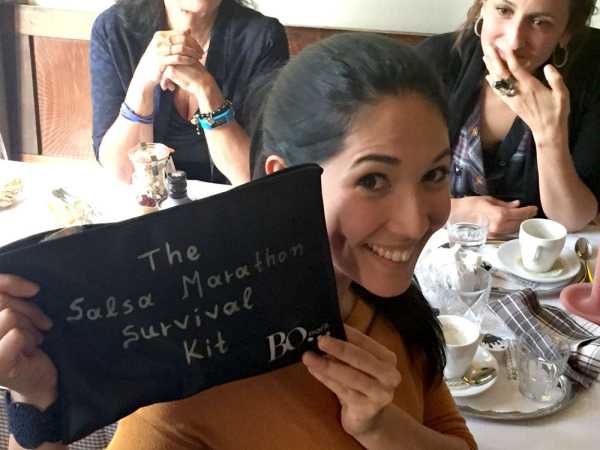 The
Salsa Marathon
Survival
Kit
BO